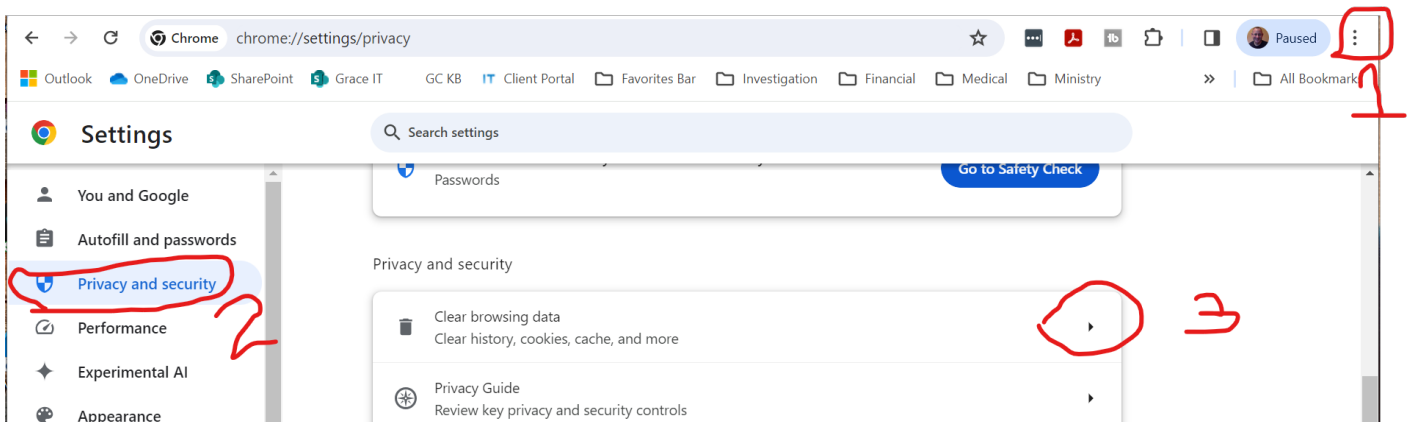 Chrome chrome://settings/privacy Paused 1
Outlook OneDrive SharePoint Grace IT GC KB IT Client Portal Favorites Bar Investigation Financial Medical Ministry » All Bookmarks
Settings Search settings
You and Google
Autofill and passwords
Privacy and security 2
Performance
Experimental AI
Appearance
Passwords Go to Safety Check
Privacy and security
Clear browsing data 3
Clear history, cookies, cache, and more
Privacy Guide
Review key privacy and security controls